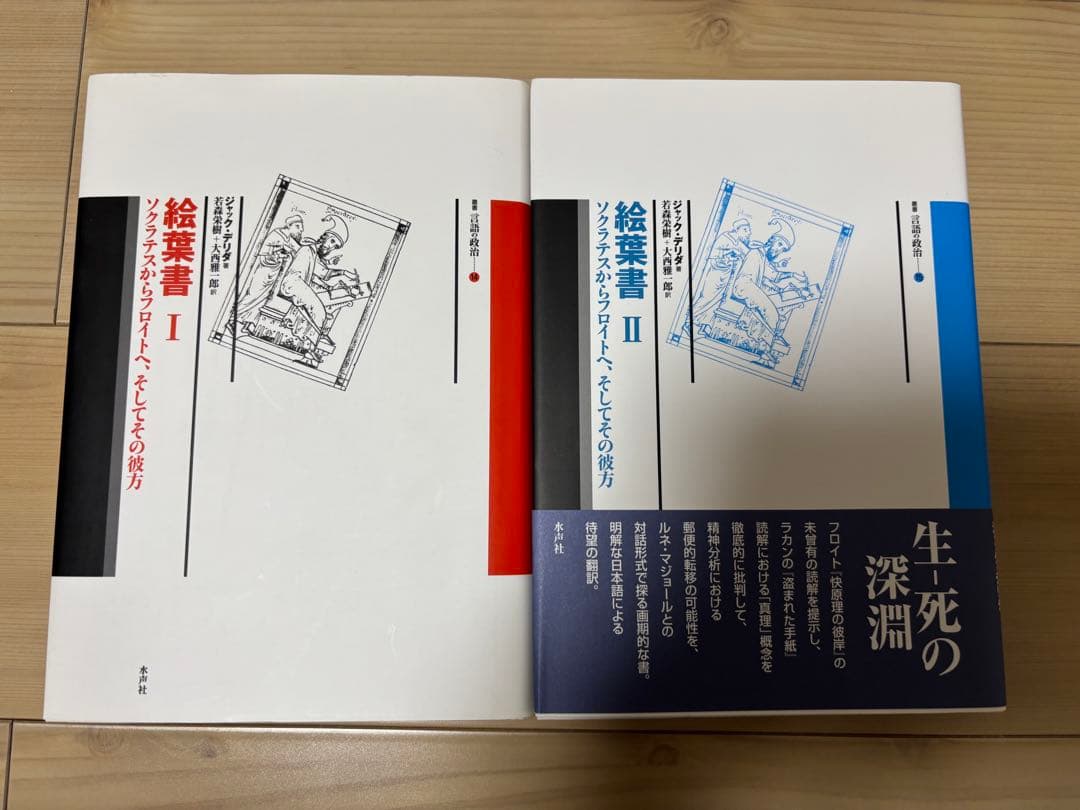 絵葉書 I
ソクラテスからフロイトへ、そしてその彼方
ジャック・デリダ 著
若森栄樹+大西雅一郎 訳
叢書 言語の政治 14
水声社
絵葉書 II
ソクラテスからフロイトへ、そしてその彼方
ジャック・デリダ 著
若森栄樹+大西雅一郎 訳
叢書 言語の政治
生-死の
深淵
フロイト『快原理の彼岸』の
未曾有の読解を提示し、
ラカンの『盗まれた手紙』
読解における「真理」概念を
徹底的に批判して、
精神分析における
郵便的転移の可能性を、
ルネ・マジョールとの
対話形式で探る画期的な書。
明解な日本語による
待望の翻訳。
水声社